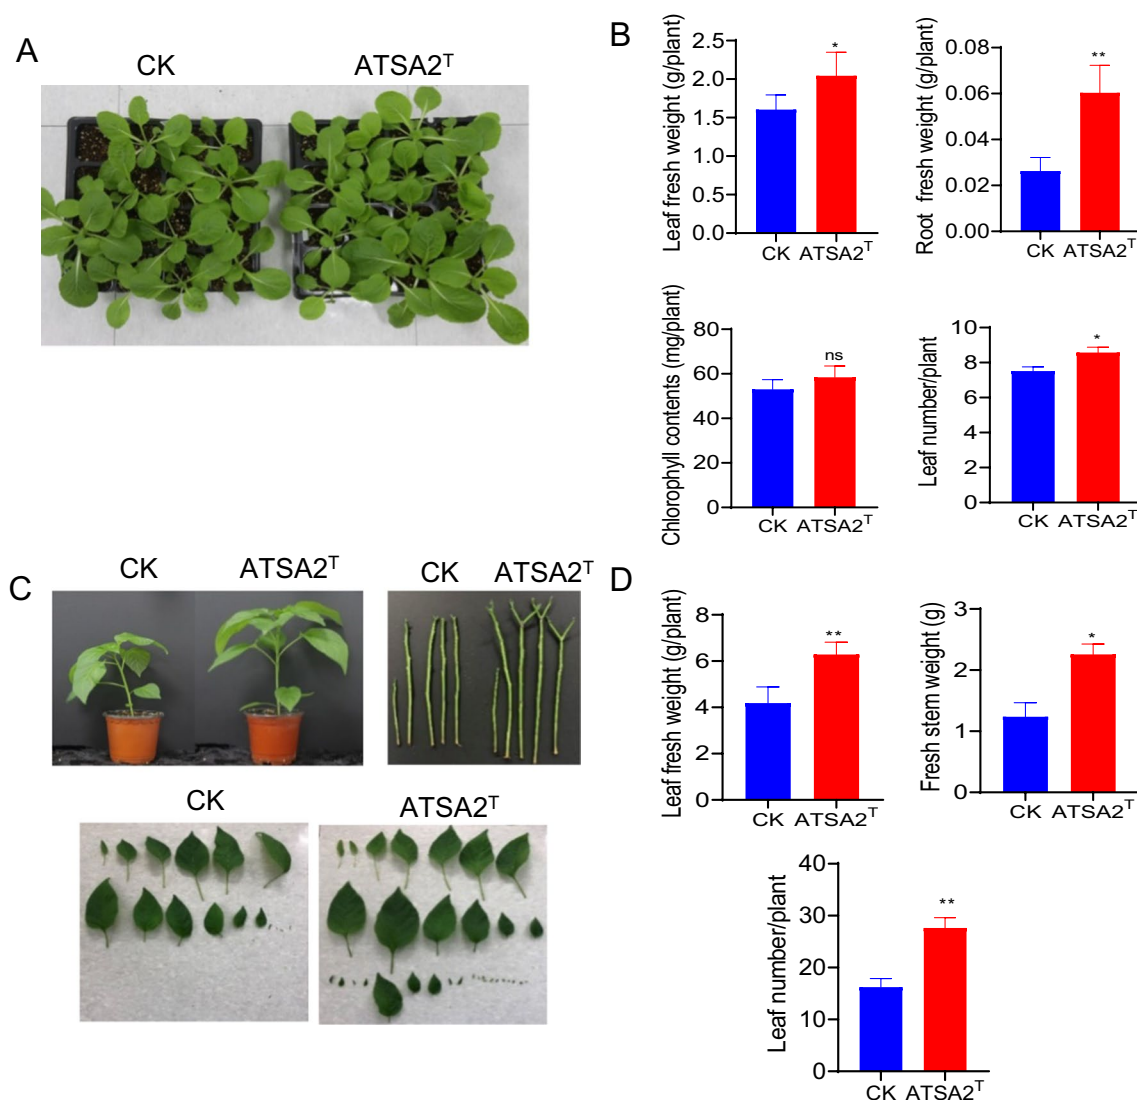 A
CK ATSA2ᵀ
B
Leaf fresh weight (g/plant)
2.5
2.0
1.5
1.0
0.5
0.0
*
CK ATSA2ᵀ
Root fresh weight (g/plant)
0.08
0.06
0.04
0.02
0.00
**
CK ATSA2ᵀ
Chlorophyll contents (mg/plant)
80
60
40
20
0
ns
CK ATSA2ᵀ
Leaf number/plant
10
8
6
4
2
0
*
CK ATSA2ᵀ
C
CK ATSA2ᵀ
CK ATSA2ᵀ
CK ATSA2ᵀ
D
Leaf fresh weight (g/plant)
8
6
4
2
0
**
CK ATSA2ᵀ
Fresh stem weight (g)
3
2
1
0
*
CK ATSA2ᵀ
Leaf number/plant
40
30
20
10
0
**
CK ATSA2ᵀ